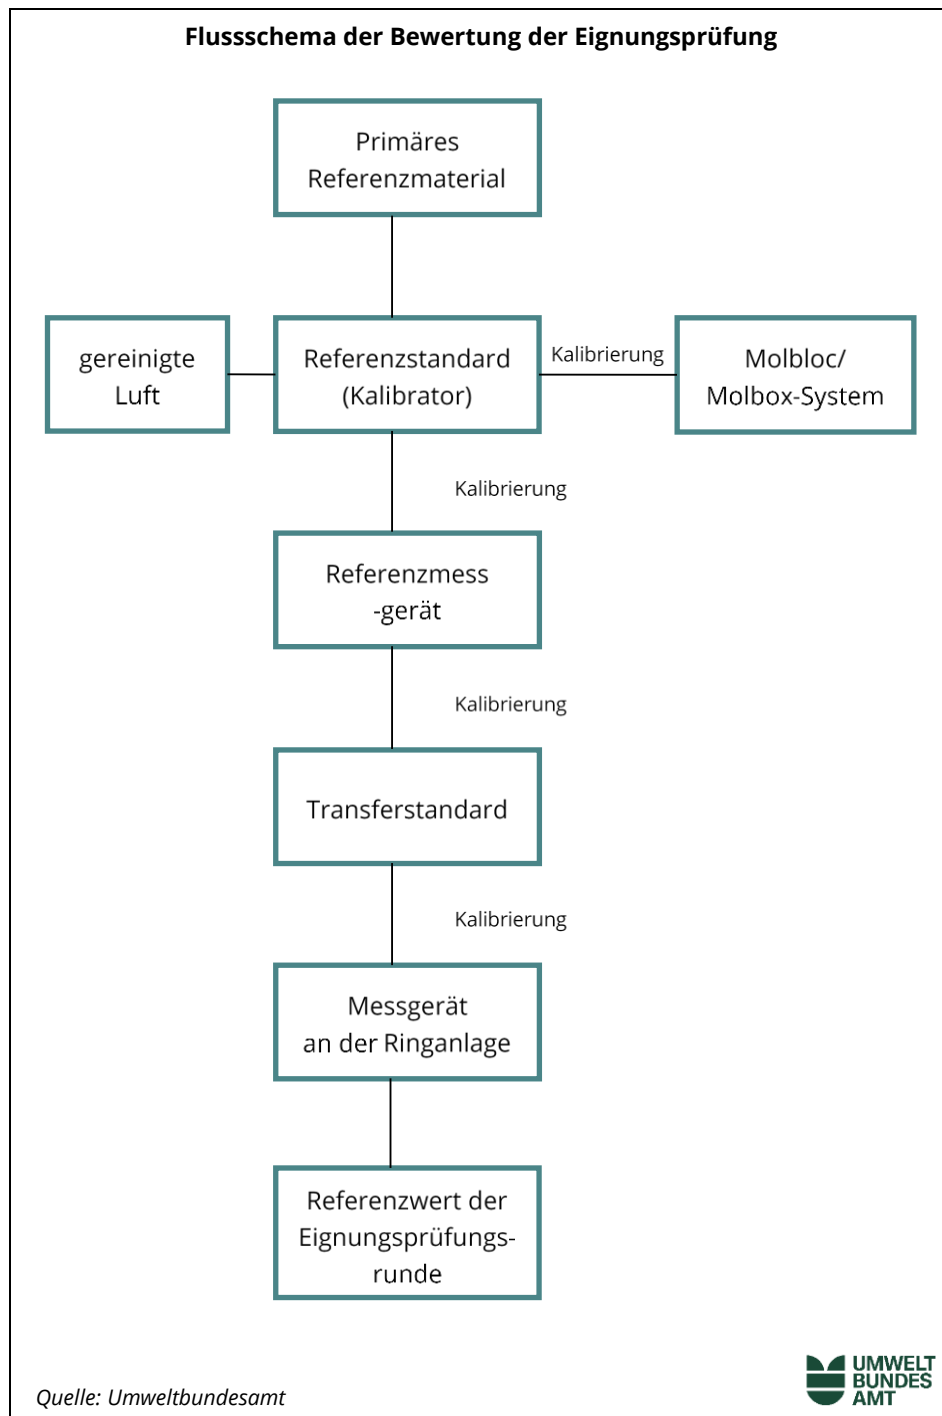 Flussschema der Bewertung der Eignungsprüfung
Primäres
Referenzmaterial
gereinigte
Luft
Referenzstandard
(Kalibrator)
Kalibrierung
Molbloc/
Molbox-System
Kalibrierung
Referenzmess
-gerät
Kalibrierung
Transferstandard
Kalibrierung
Messgerät
an der Ringanlage
Referenzwert der
Eignungsprüfungs-
runde
Quelle: Umweltbundesamt
UMWELT
BUNDES
AMT